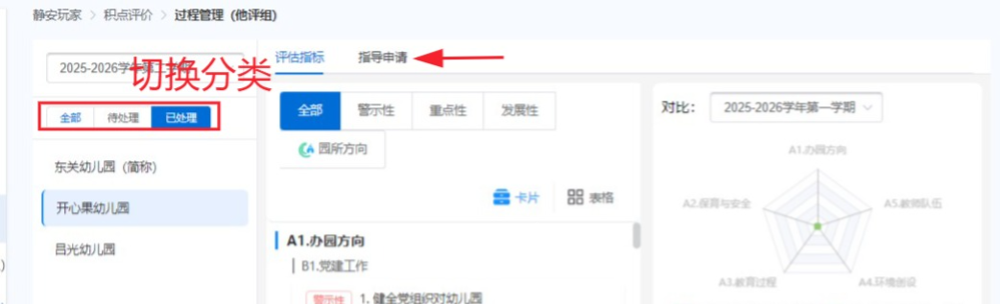 静安玩家 > 积点评价 > 过程管理（他评组）
2025-2026学年第二学期
切换分类
全部 待处理 已处理
东关幼儿园（简称）
开心果幼儿园
吕光幼儿园
评估指标 指导申请
全部 警示性 重点性 发展性
园所方向
卡片 表格
A1.办园方向
B1.党建工作
警示性 1. 健全党组织对幼儿园
对比： 2025-2026学年第一学期
A1.办园方向
A2.保育与安全 A5.教师队伍
A3.教育过程 A4.环境创设